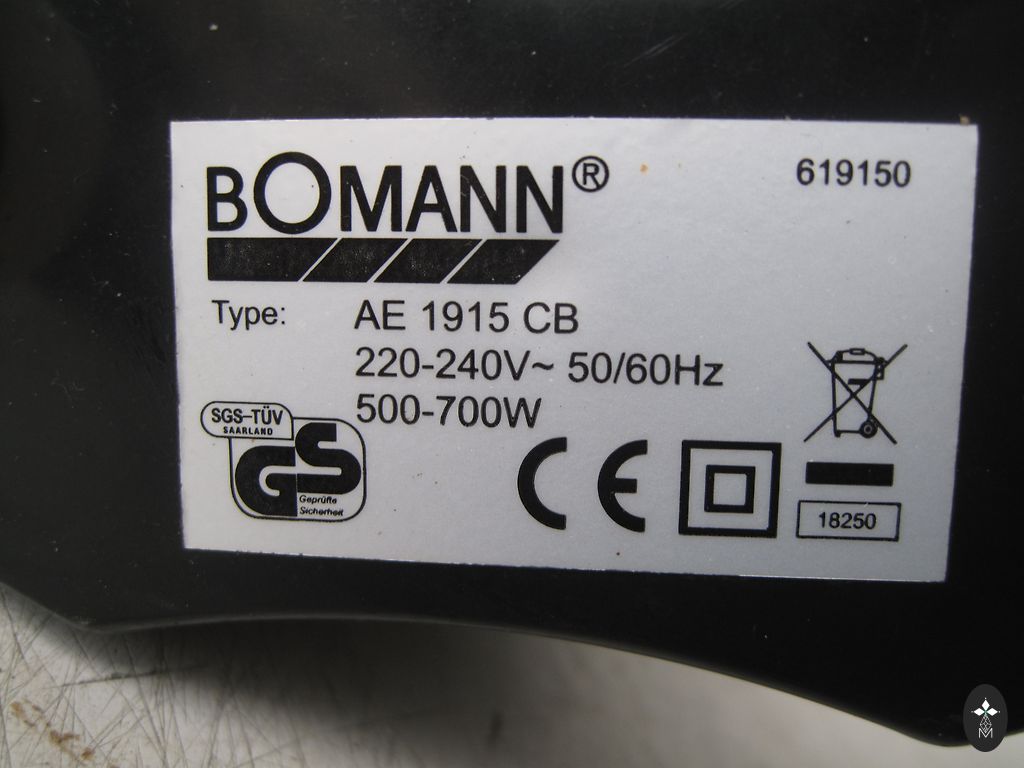 BOMANN®
619150
Type: AE 1915 CB
220-240V~ 50/60Hz
500-700W
SGS-TÜV
SAARLAND
GS
Geprüfte
Sicherheit
CE
18250
M